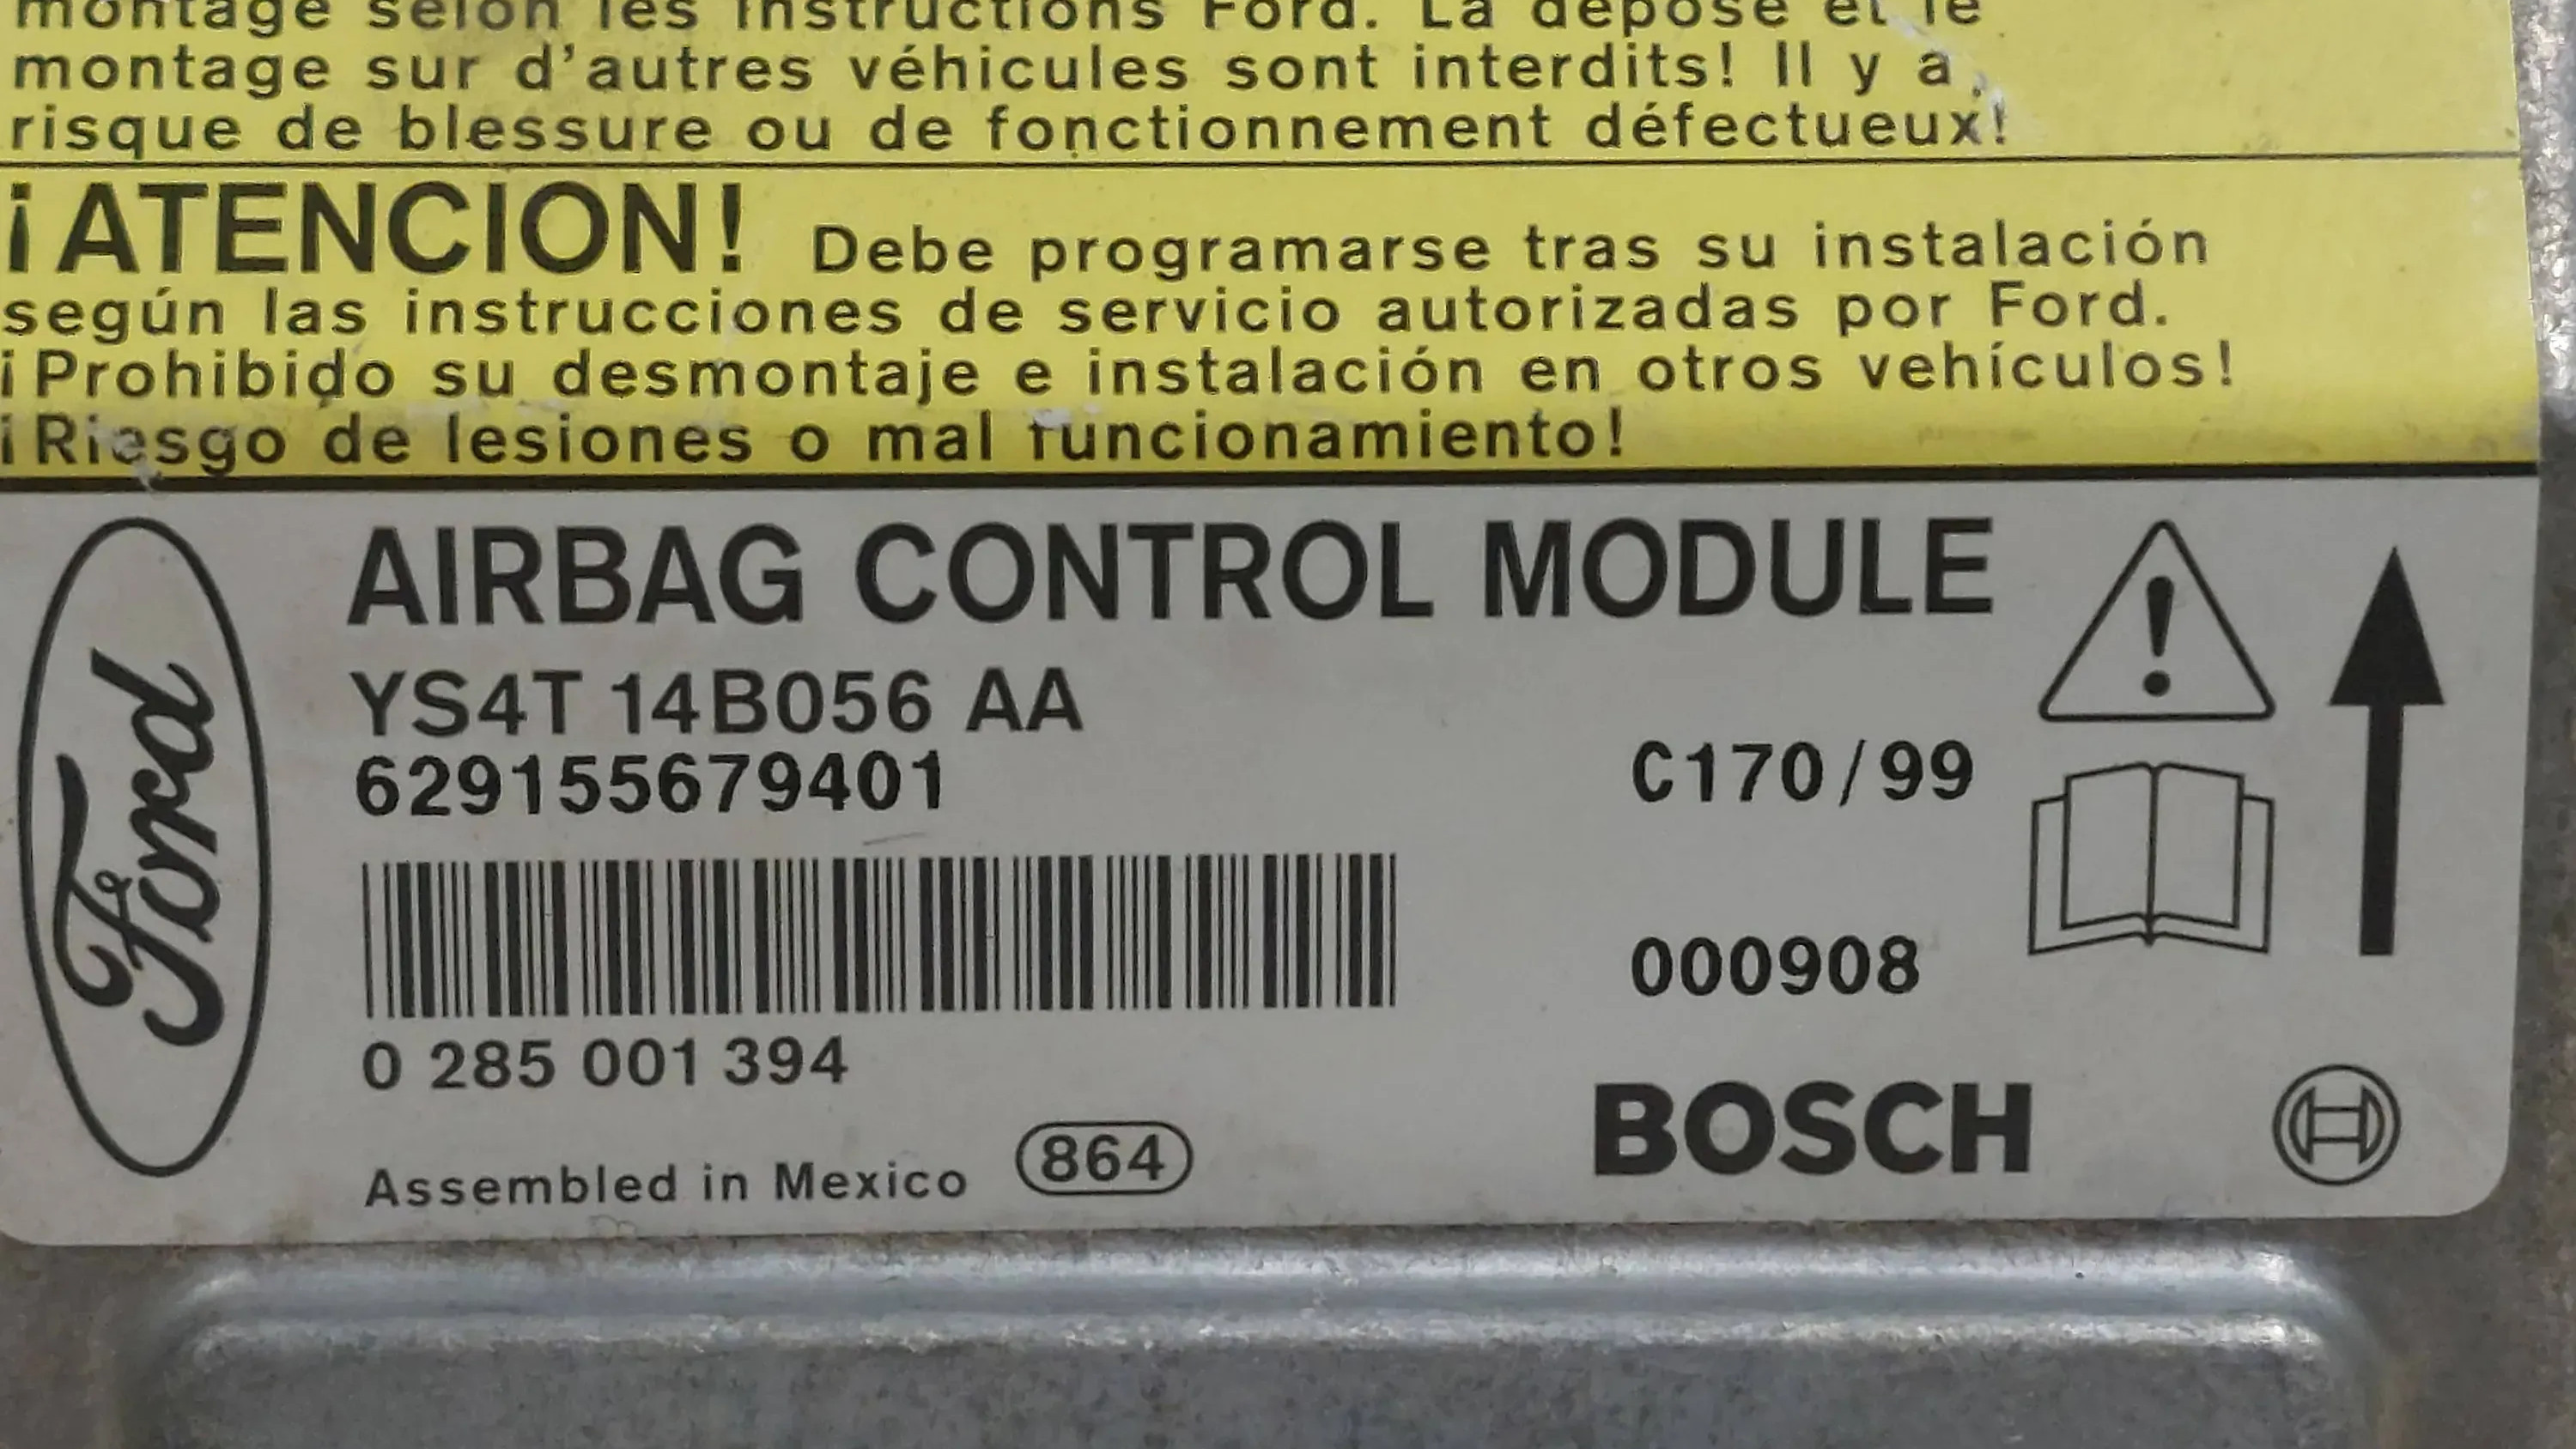 montage selon les instructions Ford. La dépose et le
montage sur d'autres véhicules sont interdits! Il y a
risque de blessure ou de fonctionnement défectueux!
¡ATENCION! Debe programarse tras su instalación
según las instrucciones de servicio autorizadas por Ford.
¡Prohibido su desmontaje e instalación en otros vehículos!
¡Riesgo de lesiones o mal funcionamiento!
Ford
AIRBAG CONTROL MODULE
YS4T 14B056 AA
629155679401
C170/99
000908
0 285 001 394
Assembled in Mexico 864
BOSCH